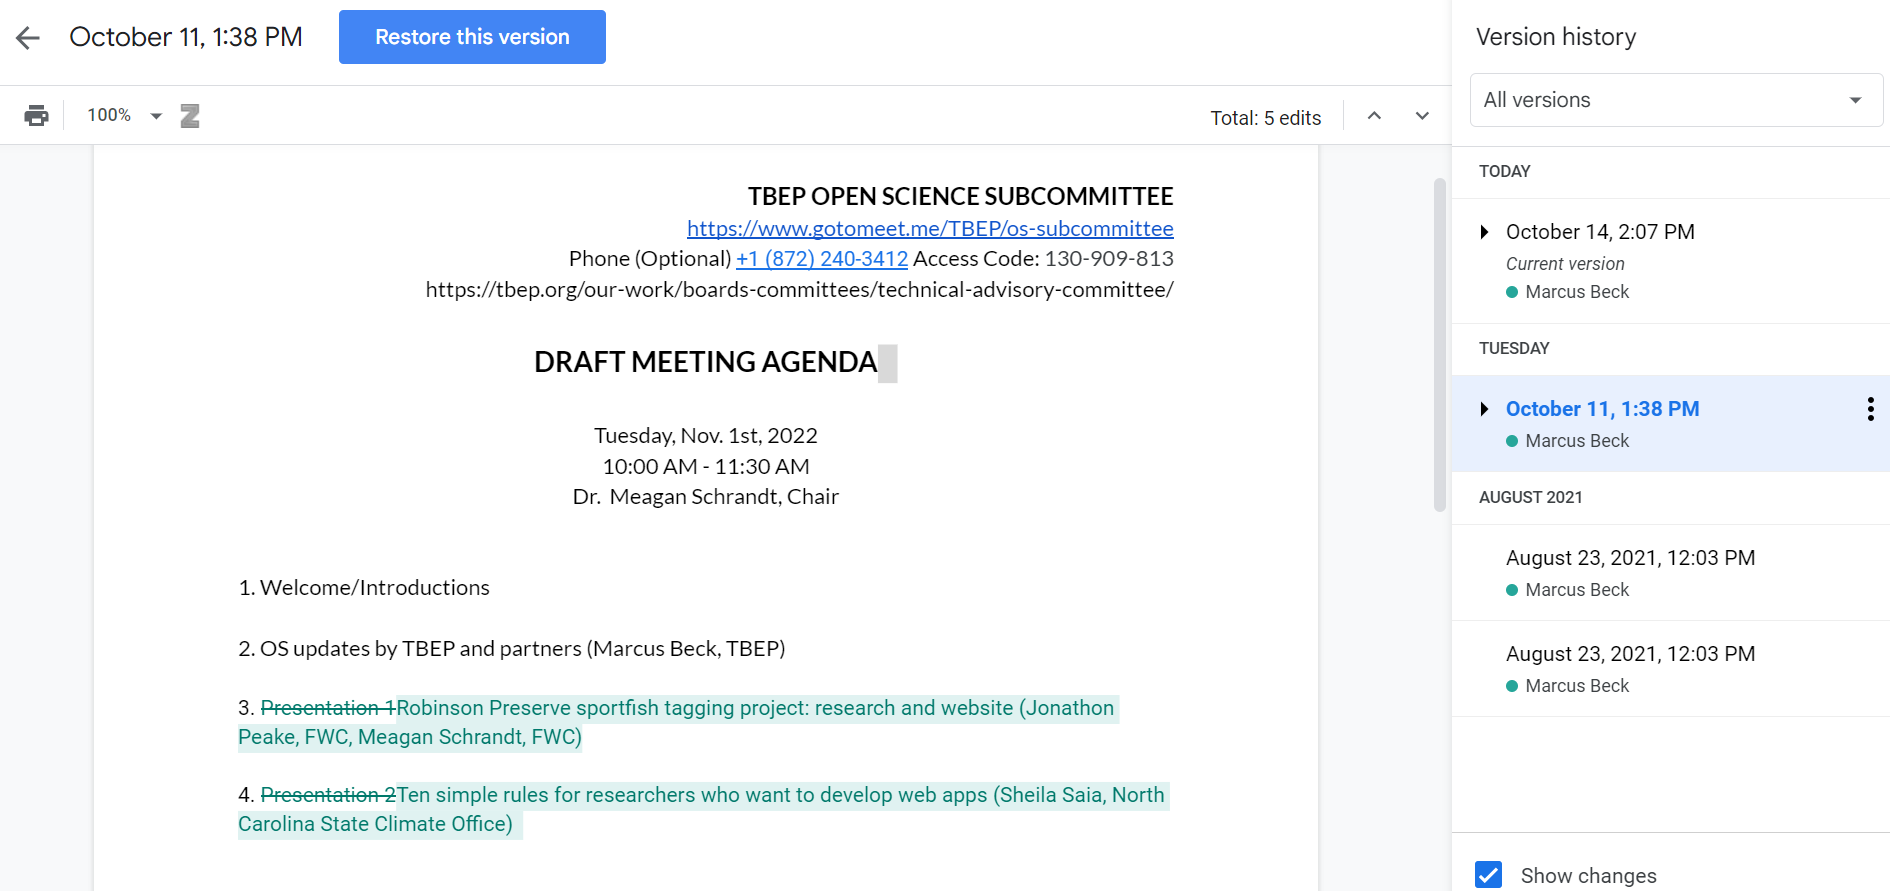 October 11, 1:38 PM
Restore this version
100%
Total: 5 edits
TBEP OPEN SCIENCE SUBCOMMITTEE
https://www.gotomeet.me/TBEP/os-subcommittee
Phone (Optional) +1 (872) 240-3412 Access Code: 130-909-813
https://tbep.org/our-work/boards-committees/technical-advisory-committee/
DRAFT MEETING AGENDA
Tuesday, Nov. 1st, 2022
10:00 AM - 11:30 AM
Dr.  Meagan Schrandt, Chair
1. Welcome/Introductions
2. OS updates by TBEP and partners (Marcus Beck, TBEP)
3. Presentation 1Robinson Preserve sportfish tagging project: research and website (Jonathon
Peake, FWC, Meagan Schrandt, FWC)
4. Presentation 2Ten simple rules for researchers who want to develop web apps (Sheila Saia, North
Carolina State Climate Office)
Version history
All versions
TODAY
October 14, 2:07 PM
Current version
Marcus Beck
TUESDAY
October 11, 1:38 PM
Marcus Beck
AUGUST 2021
August 23, 2021, 12:03 PM
Marcus Beck
August 23, 2021, 12:03 PM
Marcus Beck
Show changes